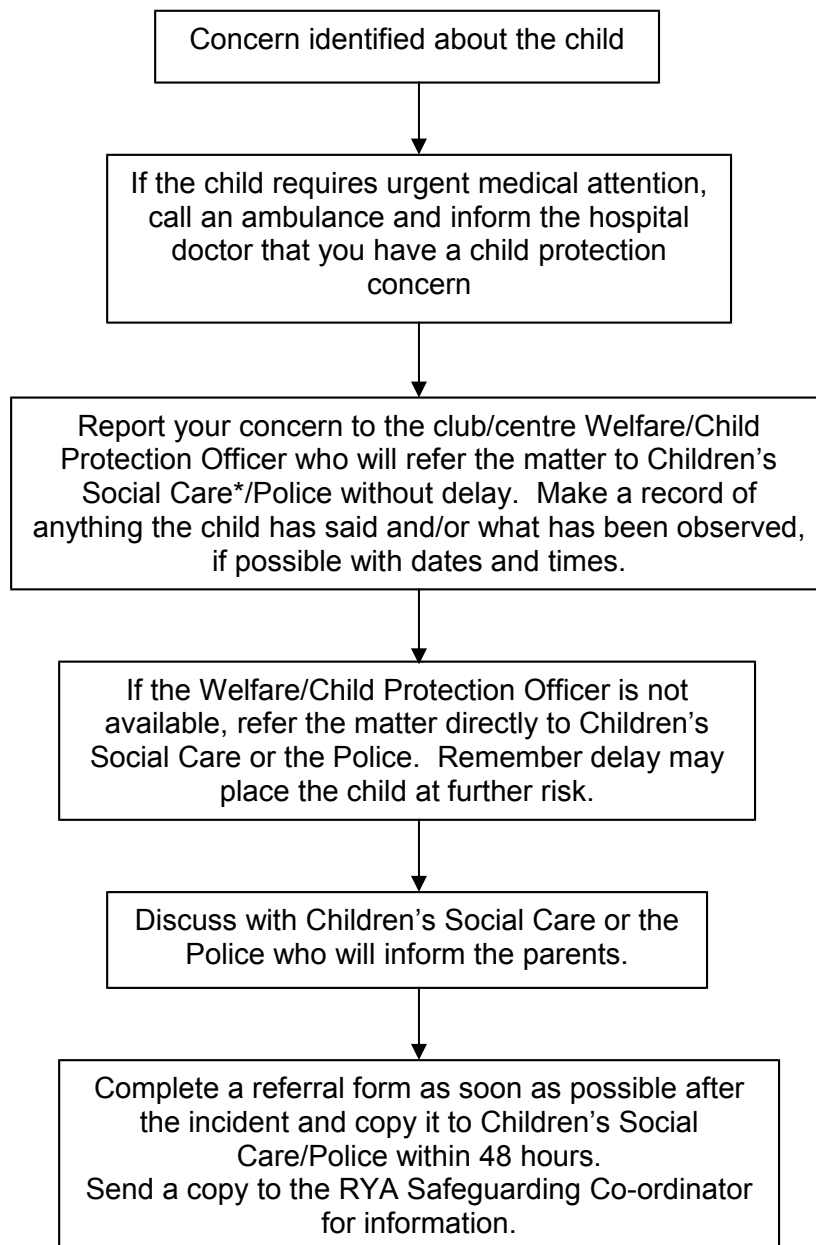 Concern identified about the child
If the child requires urgent medical attention,
call an ambulance and inform the hospital
doctor that you have a child protection
concern
Report your concern to the club/centre Welfare/Child
Protection Officer who will refer the matter to Children’s
Social Care*/Police without delay.  Make a record of
anything the child has said and/or what has been observed,
if possible with dates and times.
If the Welfare/Child Protection Officer is not
available, refer the matter directly to Children’s
Social Care or the Police.  Remember delay may
place the child at further risk.
Discuss with Children’s Social Care or the
Police who will inform the parents.
Complete a referral form as soon as possible after
the incident and copy it to Children’s Social
Care/Police within 48 hours.
Send a copy to the RYA Safeguarding Co-ordinator
for information.